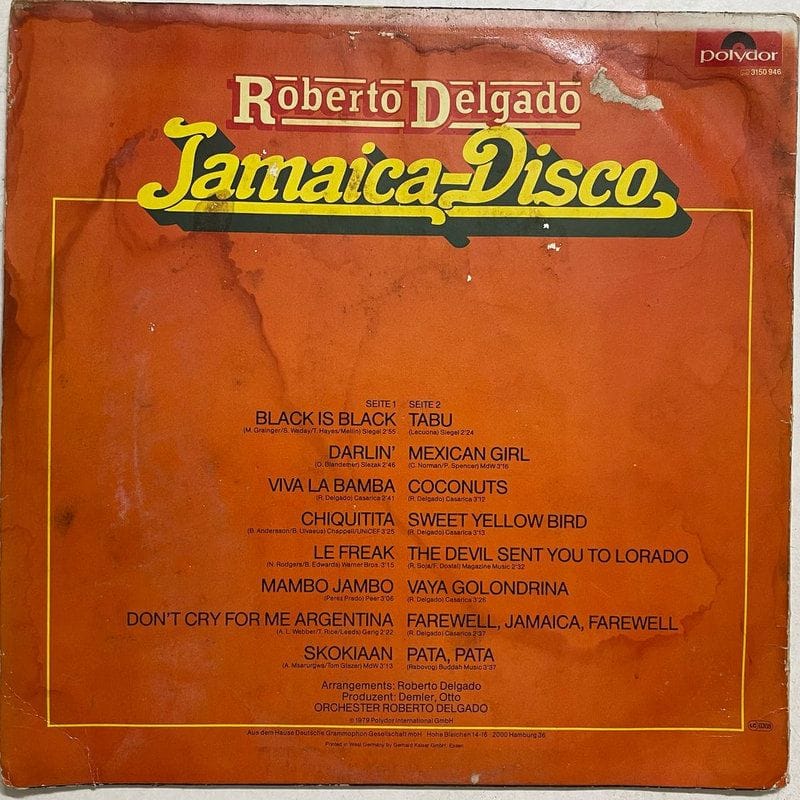 polydor
3150 946
Roberto Delgado
Jamaica-Disco
SEITE 1
BLACK IS BLACK
(M. Grainger/S. Waday/T. Hayes/Mellin) Siegel 2'55
DARLIN'
(O. Blandemer) Slezak 2'46
VIVA LA BAMBA
(R. Delgado) Casarica 2'41
CHIQUITITA
(B. Andersson/B. Ulvaeus) Chappell/UNICEF 3'25
LE FREAK
(N. Rodgers/B. Edwards) Warner Bros. 3'15
MAMBO JAMBO
(Perez Prado) Peer 3'06
DON'T CRY FOR ME ARGENTINA
(A. L. Webber/T. Rice/Leeds) Gerig 2'22
SKOKIAAN
(A. Msarurgwa/Tom Glazer) MdW 3'13
SEITE 2
TABU
(Lecuona) Siegel 2'24
MEXICAN GIRL
(C. Norman/P. Spencer) MdW 3'16
COCONUTS
(R. Delgado) Casarica 3'12
SWEET YELLOW BIRD
(R. Delgado) Casarica 3'13
THE DEVIL SENT YOU TO LORADO
(R. Soja/F. Dostal) Magazine Music 2'32
VAYA GOLONDRINA
(R. Delgado) Casarica 3'26
FAREWELL, JAMAICA, FAREWELL
(R. Delgado) Casarica 2'37
PATA, PATA
(Rabovog) Buddah Music 3'37
Arrangements: Roberto Delgado
Produzent: Demler, Otto
ORCHESTER ROBERTO DELGADO
℗ 1979 Polydor International GmbH
Aus dem Hause Deutsche Grammophon Gesellschaft mbH Hohe Bleichen 14-16 2000 Hamburg 36
Printed in West Germany by Gerhard Kaiser GmbH, Essen